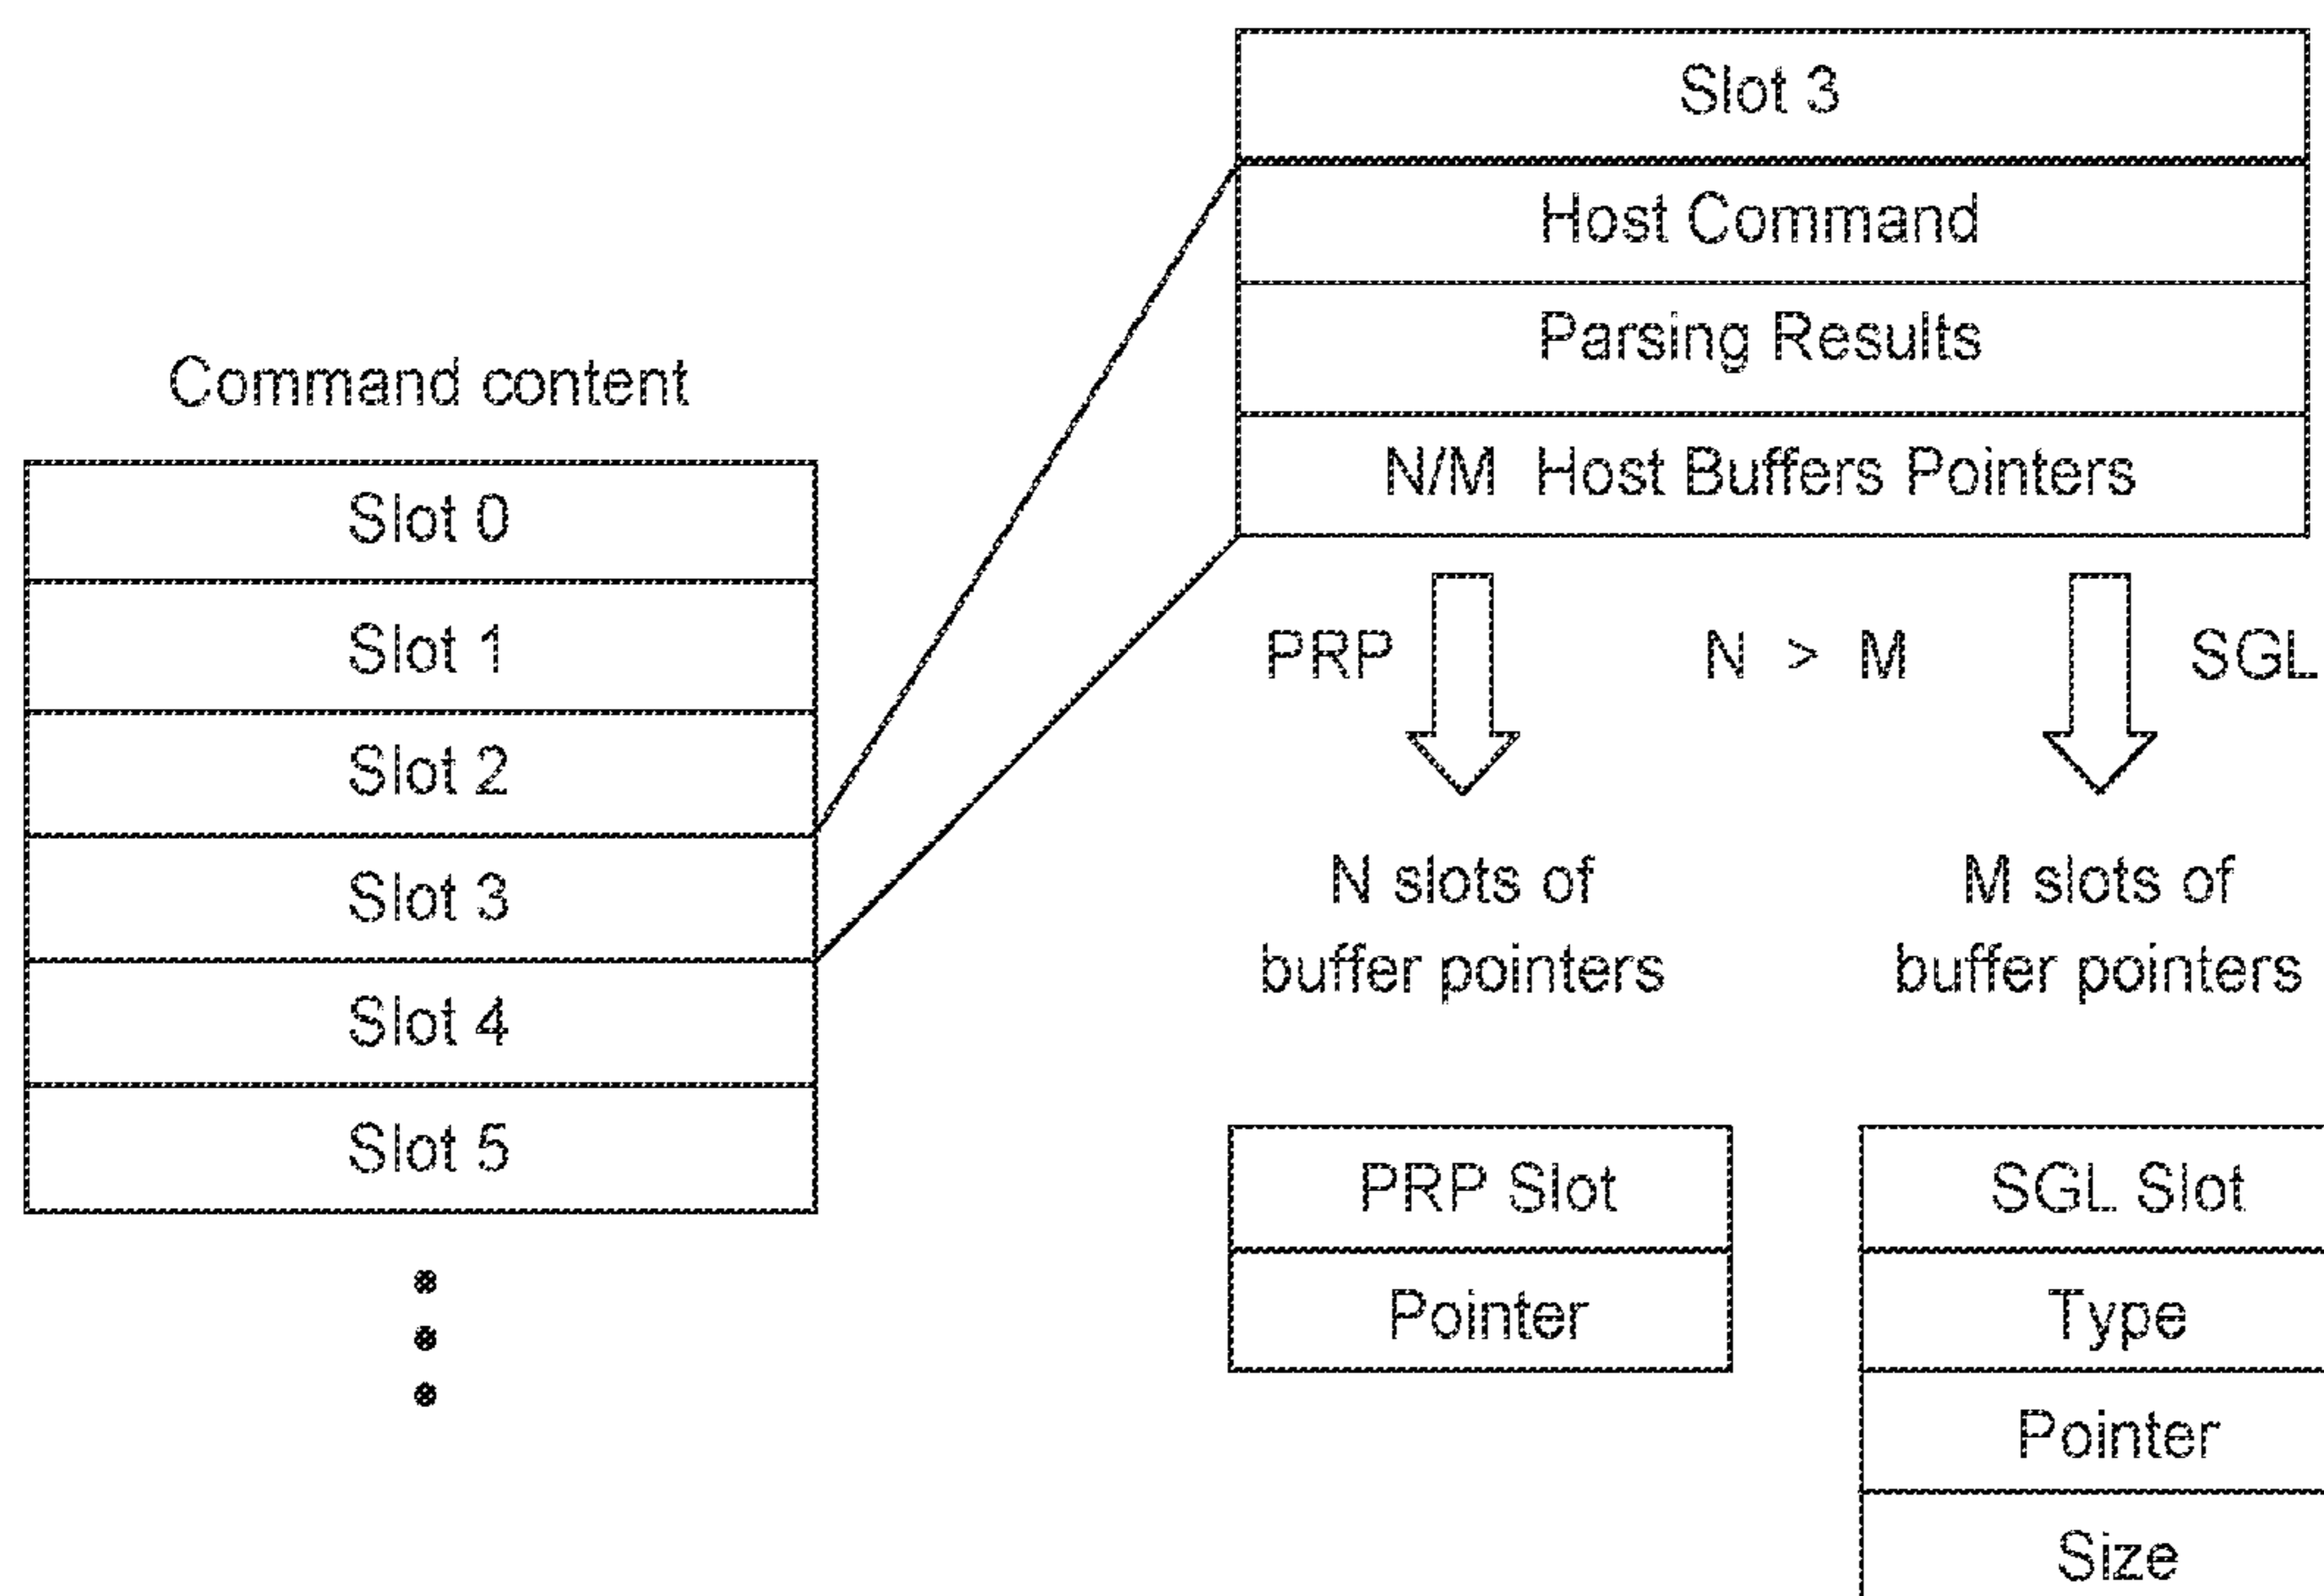 Command content
Slot 0
Slot 1
Slot 2
Slot 3
Slot 4
Slot 5
Slot 3
Host Command
Parsing Results
N/M Host Buffers Pointers
PRP
N > M
SGL
N slots of
buffer pointers
M slots of
buffer pointers
PRP Slot
Pointer
SGL Slot
Type
Pointer
Size